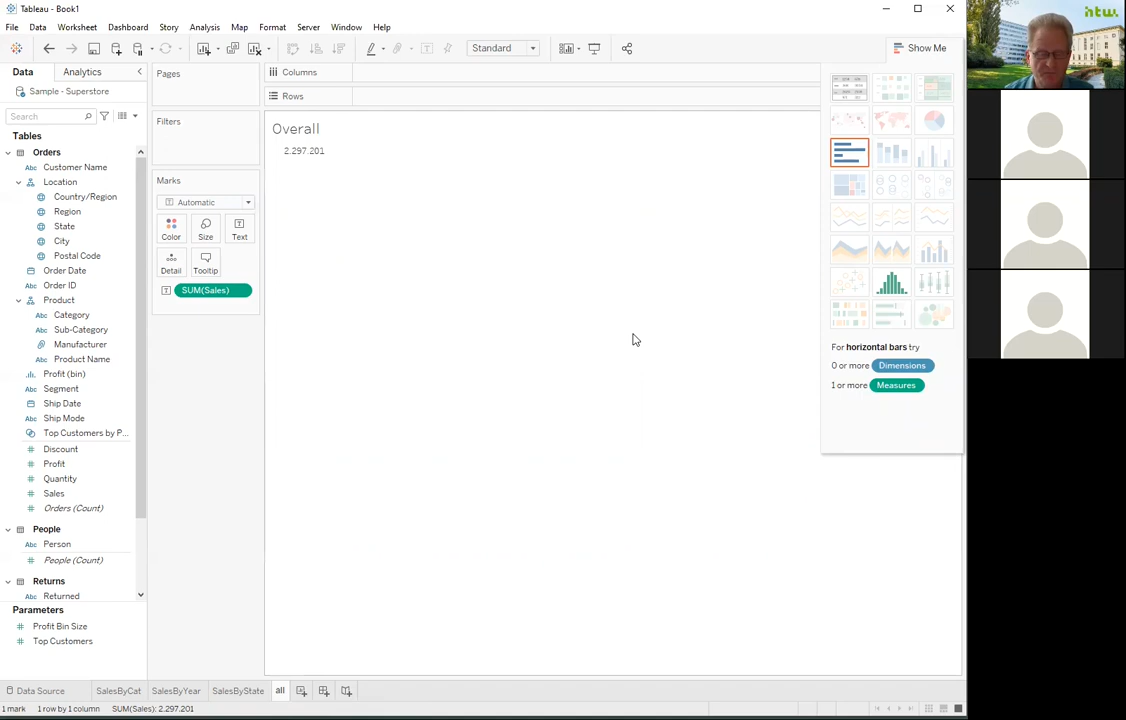 Tableau - Book1
File Data Worksheet Dashboard Story Analysis Map Format Server Window Help
Standard
Show Me
Data Analytics
Sample - Superstore
Search
Tables
Orders
Customer Name
Location
Country/Region
Region
State
City
Postal Code
Order Date
Order ID
Product
Category
Sub-Category
Manufacturer
Product Name
Profit (bin)
Segment
Ship Date
Ship Mode
Top Customers by P...
Discount
Profit
Quantity
Sales
Orders (Count)
People
Person
People (Count)
Returns
Returned
Parameters
Profit Bin Size
Top Customers
Pages
Filters
Marks
Automatic
Color Size Text
Detail Tooltip
SUM(Sales)
Columns
Rows
Overall
2.297.201
For horizontal bars try
0 or more Dimensions
1 or more Measures
Data Source SalesByCat SalesByYear SalesByState all
1 mark 1 row by 1 column SUM(Sales): 2.297.201
htw